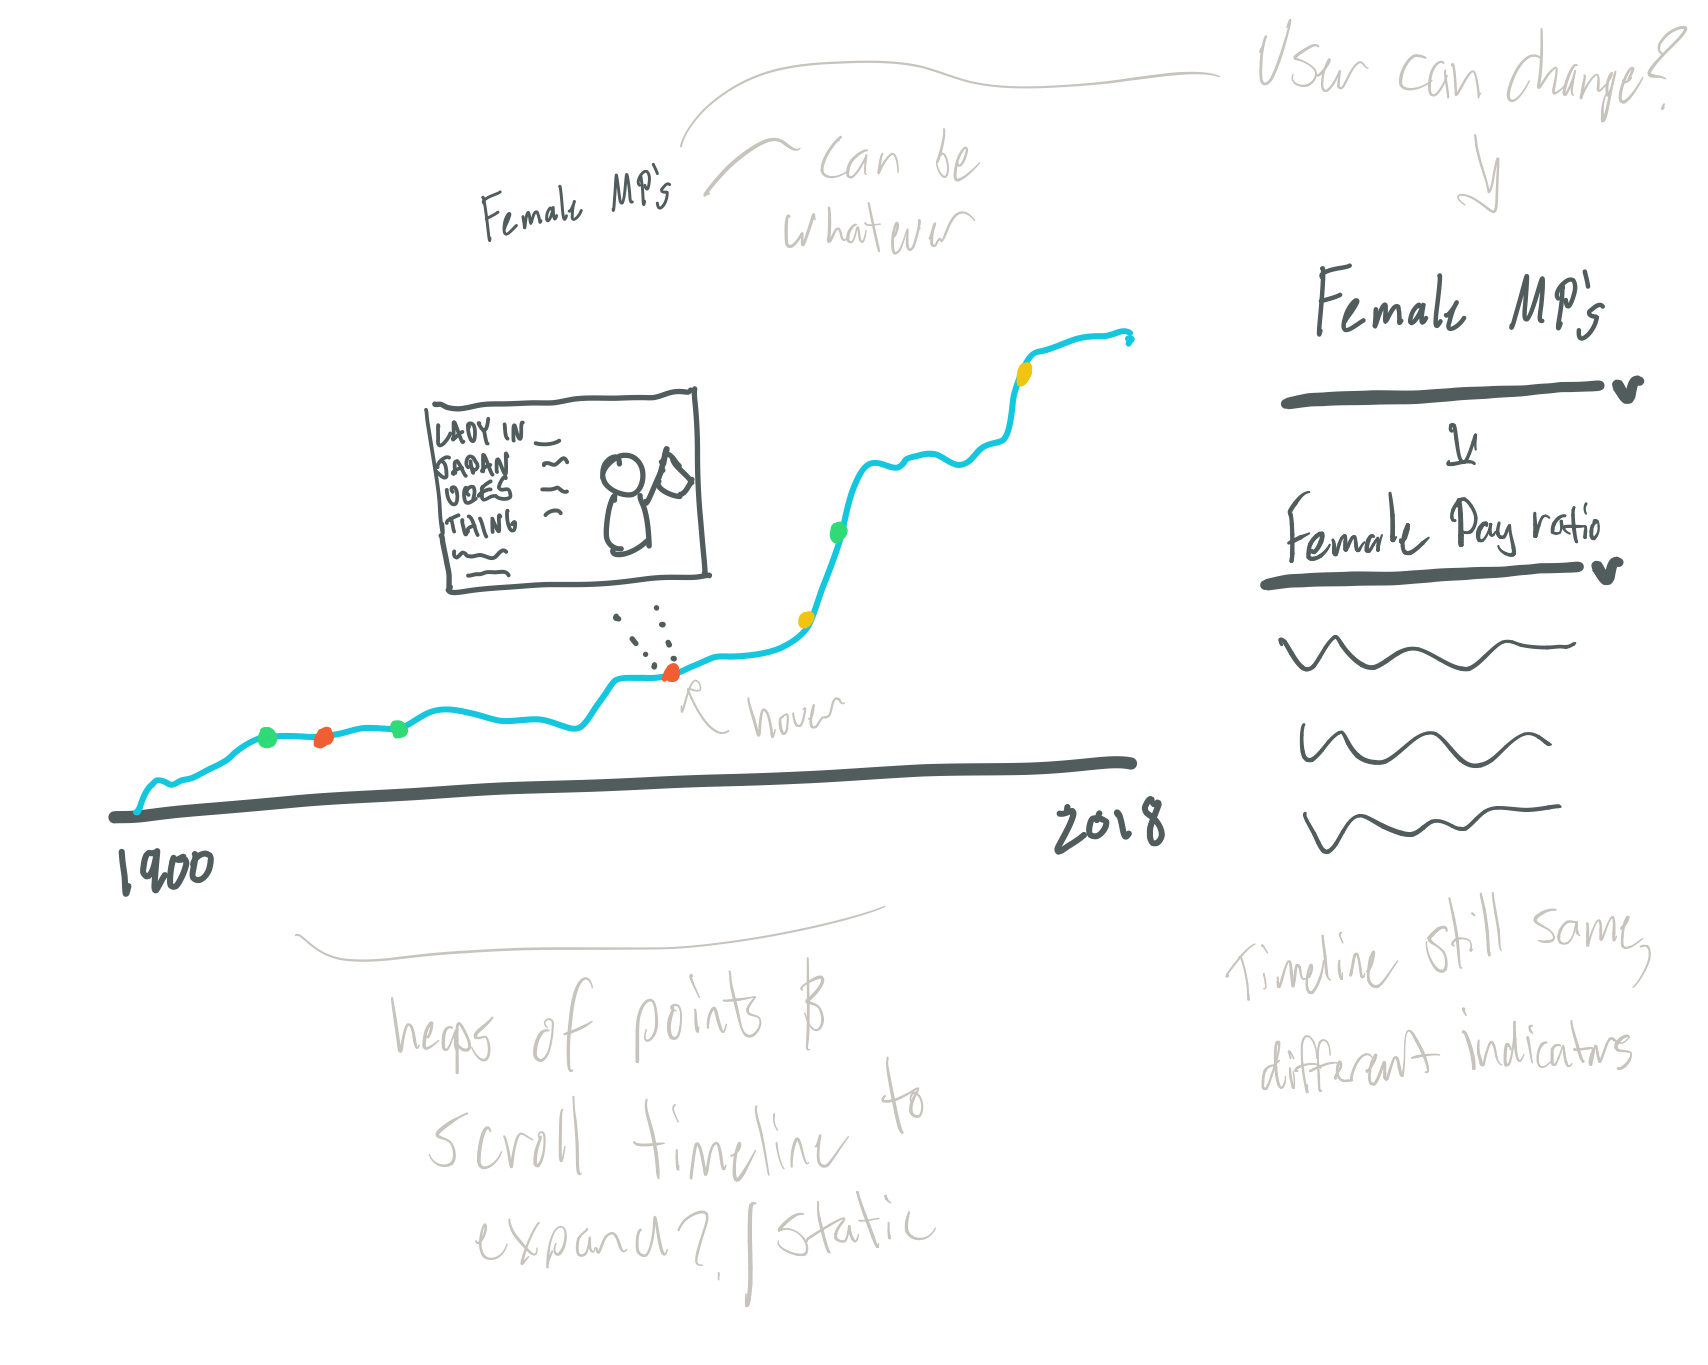 User can change?
can be
whatever
Female MP's
Female MP's
LADY IN
JAPAN
DOES
THING
Female Pay ratio
hover
1900
2018
Timeline still same,
different indicators
heaps of points &
scroll timeline to
expand? / static